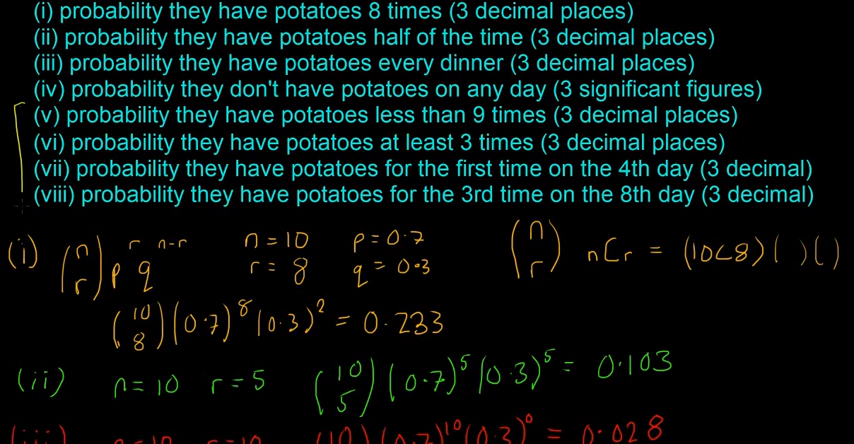 (i) probability they have potatoes 8 times (3 decimal places)
(ii) probability they have potatoes half of the time (3 decimal places)
(iii) probability they have potatoes every dinner (3 decimal places)
(iv) probability they don't have potatoes on any day (3 significant figures)
(v) probability they have potatoes less than 9 times (3 decimal places)
(vi) probability they have potatoes at least 3 times (3 decimal places)
(vii) probability they have potatoes for the first time on the 4th day (3 decimal)
(viii) probability they have potatoes for the 3rd time on the 8th day (3 decimal)
(i) (n r) p^r q^n-r n = 10 p = 0.7 (n r) nCr = (10C8)( )( )
r = 8 q = 0.3
(10 8)(0.7)^8(0.3)^2 = 0.233
(ii) n = 10 r = 5 (10 5)(0.7)^5(0.3)^5 = 0.103
(iii) n = 10 r = 10 (10)(0.7)^10(0.3)^0 = 0.028